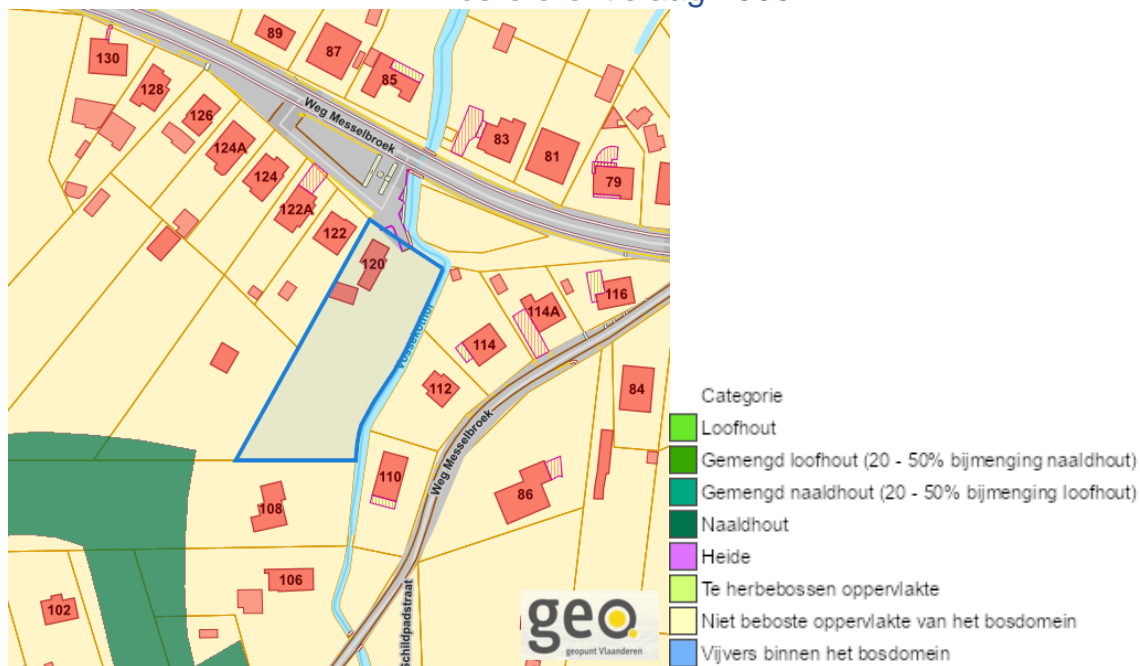 89
87
85
130
128
126
124A
124
122A
122
120
Weg Messelbroek
83
81
79
116
114A
114
112
84
110
Weg Messelbroek
86
108
106
102
Schildpadstraat
geo.
geopunt Vlaanderen
Categorie
Loofhout
Gemengd loofhout (20 - 50% bijmenging naaldhout)
Gemengd naaldhout (20 - 50% bijmenging loofhout)
Naaldhout
Heide
Te herbebossen oppervlakte
Niet beboste oppervlakte van het bosdomein
Vijvers binnen het bosdomein